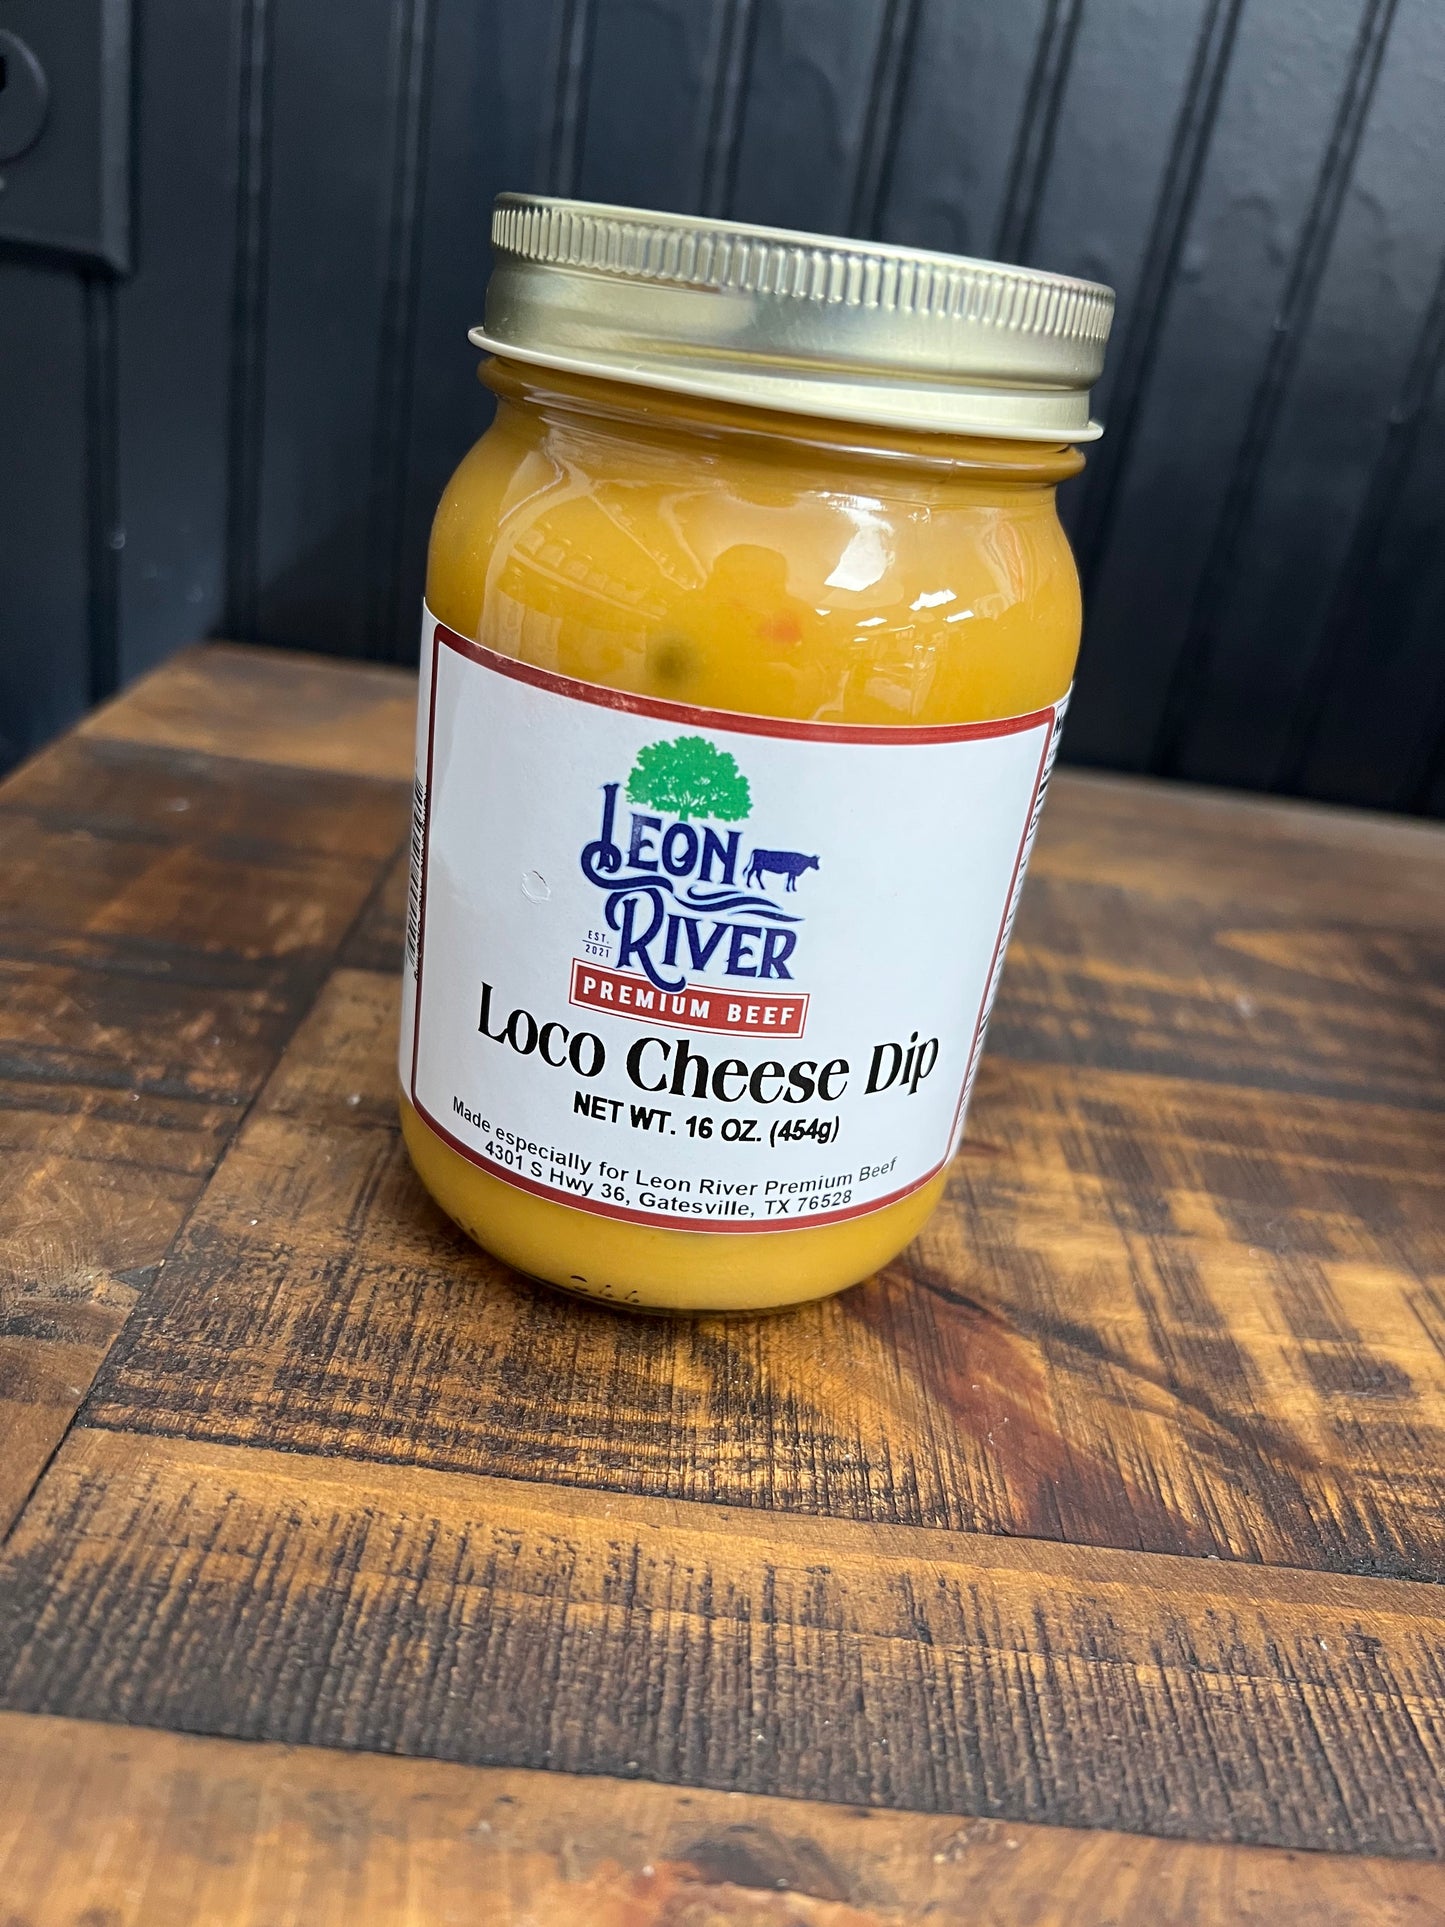 LEON
RIVER
EST.
2021
PREMIUM BEEF
Loco Cheese Dip
NET WT. 16 OZ. (454g)
Made especially for Leon River Premium Beef
4301 S Hwy 36, Gatesville, TX 76528